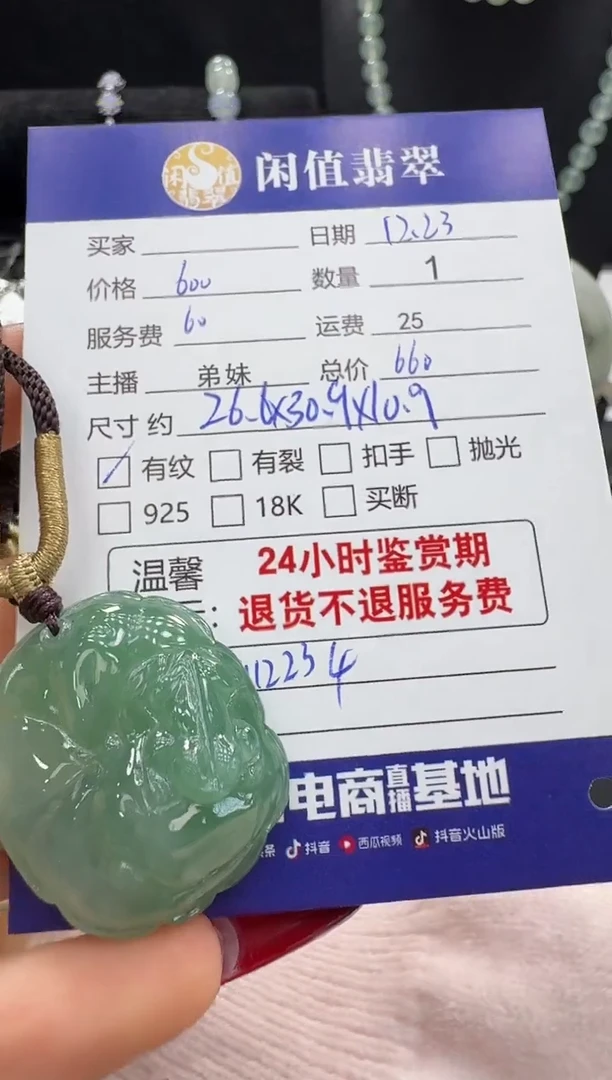 闲值翡翠
买家 日期 12.23
价格 600 数量 1
服务费 60 运费 25
主播 弟妹 总价 660
尺寸 约 26.6x30.9x10.9
有纹 有裂 扣手 抛光
925 18K 买断
温馨 24小时鉴赏期
: 退货不退服务费
112234
电商直播基地
头条 抖音 西瓜视频 抖音火山版